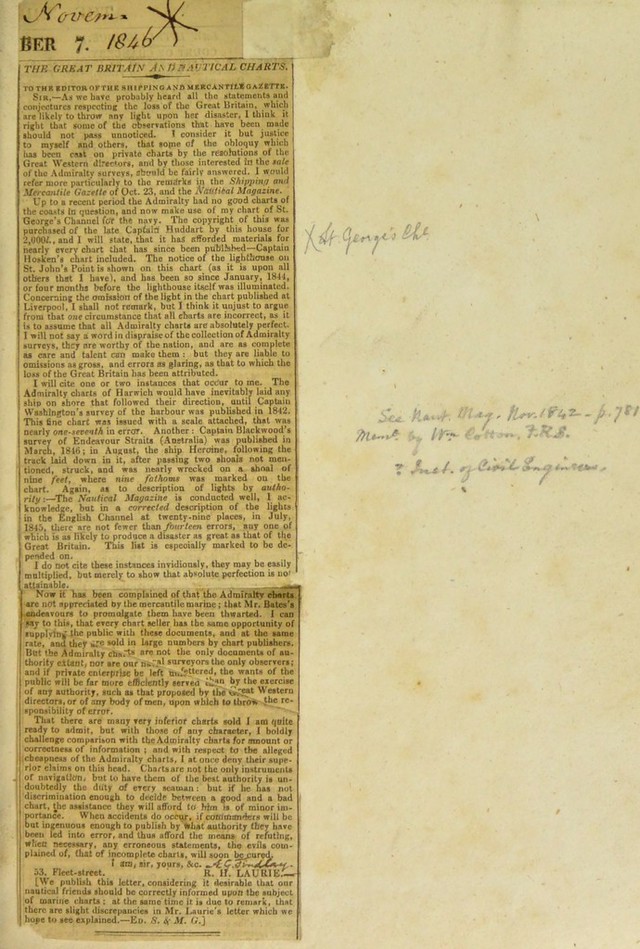 Novem-
BER 7. 1846
THE GREAT BRITAIN AND NAUTICAL CHARTS.
TO THE EDITOR OF THE SHIPPING AND MERCANTILE GAZETTE.
SIR,—As we have probably heard all the statements and
conjectures respecting the loss of the Great Britain, which
are likely to throw any light upon her disaster, I think it
right that some of the observations that have been made
should not pass unnoticed. I consider it but justice
to myself and others, that some of the obloquy which
has been cast on private charts by the resolutions of the
Great Western directors, and by those interested in the sale
of the Admiralty surveys, should be fairly answered. I would
refer more particularly to the remarks in the Shipping and
Mercantile Gazette of Oct. 23, and the Nautical Magazine.
Up to a recent period the Admiralty had no good charts of
the coasts in question, and now make use of my chart of St.
George's Channel for the navy. The copyright of this was
purchased of the late Captain Huddart by this house for
2,000l., and I will state, that it has afforded materials for
nearly every chart that has since been published—Captain
Hosken's chart included. The notice of the lighthouse on
St. John's Point is shown on this chart (as it is upon all
others that I have), and has been so since January, 1844,
or four months before the lighthouse itself was illuminated.
Concerning the omission of the light in the chart published at
Liverpool, I shall not remark, but I think it unjust to argue
from that one circumstance that all charts are incorrect, as it
is to assume that all Admiralty charts are absolutely perfect.
I will not say a word in dispraise of the collection of Admiralty
surveys, they are worthy of the nation, and are as complete
as care and talent can make them: but they are liable to
omissions as gross, and errors as glaring, as that to which the
loss of the Great Britain has been attributed.
I will cite one or two instances that occur to me. The
Admiralty charts of Harwich would have inevitably laid any
ship on shore that followed their direction, until Captain
Washington's survey of the harbour was published in 1842.
This fine chart was issued with a scale attached, that was
nearly one-seventh in error. Another: Captain Blackwood's
survey of Endeavour Straits (Australia) was published in
March, 1846; in August, the ship Heroine, following the
track laid down in it, after passing two shoals not men-
tioned, struck, and was nearly wrecked on a shoal of
nine feet, where nine fathoms was marked on the
chart. Again, as to description of lights by autho-
rity:—The Nautical Magazine is conducted well, I ac-
knowledge, but in a corrected description of the lights
in the English Channel at twenty-nine places, in July,
1845, there are not fewer than fourteen errors, any one of
which is as likely to produce a disaster as great as that of the
Great Britain. This list is especially marked to be de-
pended on.
I do not cite these instances invidiously, they may be easily
multiplied, but merely to show that absolute perfection is not
attainable.
Now it has been complained of that the Admiralty charts
are not appreciated by the mercantile marine; that Mr. Bates's
endeavours to promulgate them have been thwarted. I can
say to this, that every chart seller has the same opportunity of
supplying the public with these documents, and at the same
rate, and they are sold in large numbers by chart publishers.
But the Admiralty charts are not the only documents of au-
thority extant, nor are our naval surveyors the only observers;
and if private enterprise be left unfettered, the wants of the
public will be far more efficiently served than by the exercise
of any authority, such as that proposed by the Great Western
directors, or of any body of men, upon which to throw the re-
sponsibility of error.
That there are many very inferior charts sold I am quite
ready to admit, but with those of any character, I boldly
challenge comparison with the Admiralty charts for amount or
correctness of information; and with respect to the alleged
cheapness of the Admiralty charts, I at once deny their supe-
rior claims on this head. Charts are not the only instruments
of navigation, but to have them of the best authority is un-
doubtedly the duty of every seaman: but if he has not
discrimination enough to decide between a good and a bad
chart, the assistance they will afford to him is of minor im-
portance. When accidents do occur, if commanders will be
but ingenuous enough to publish by what authority they have
been led into error, and thus afford the means of refuting,
when necessary, any erroneous statements, the evils com-
plained of, that of incomplete charts, will soon be cured.
I am, sir, yours, &c. A G Findlay
53, Fleet-street. R. H. LAURIE.
[We publish this letter, considering it desirable that our
nautical friends should be correctly informed upon the subject
of marine charts; at the same time it is due to remark, that
there are slight discrepancies in Mr. Laurie's letter which we
hope to see explained.—ED. S. & M. G.]
X St. George's Chl
See Naut. Mag. Nov. 1842 - p. 781
Mem. by Wm Cotton, F.R.S.
? Inst. of Civil Engineers